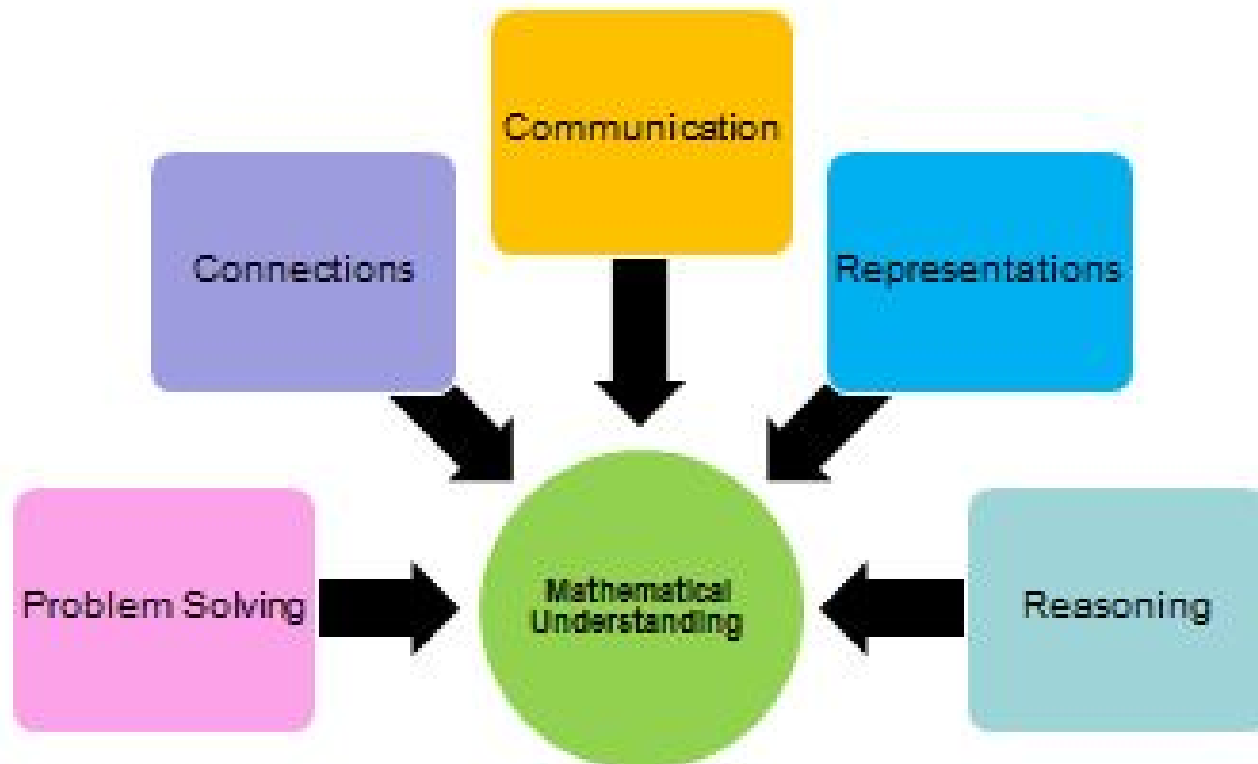 Communication
Connections
Representations
Problem Solving
Mathematical
Understanding
Reasoning